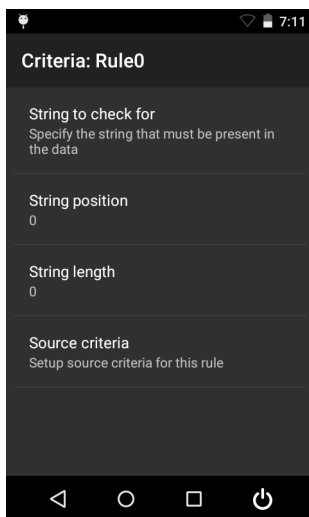 7:11
Criteria: Rule0
String to check for
Specify the string that must be present in
the data
String position
0
String length
0
Source criteria
Setup source criteria for this rule